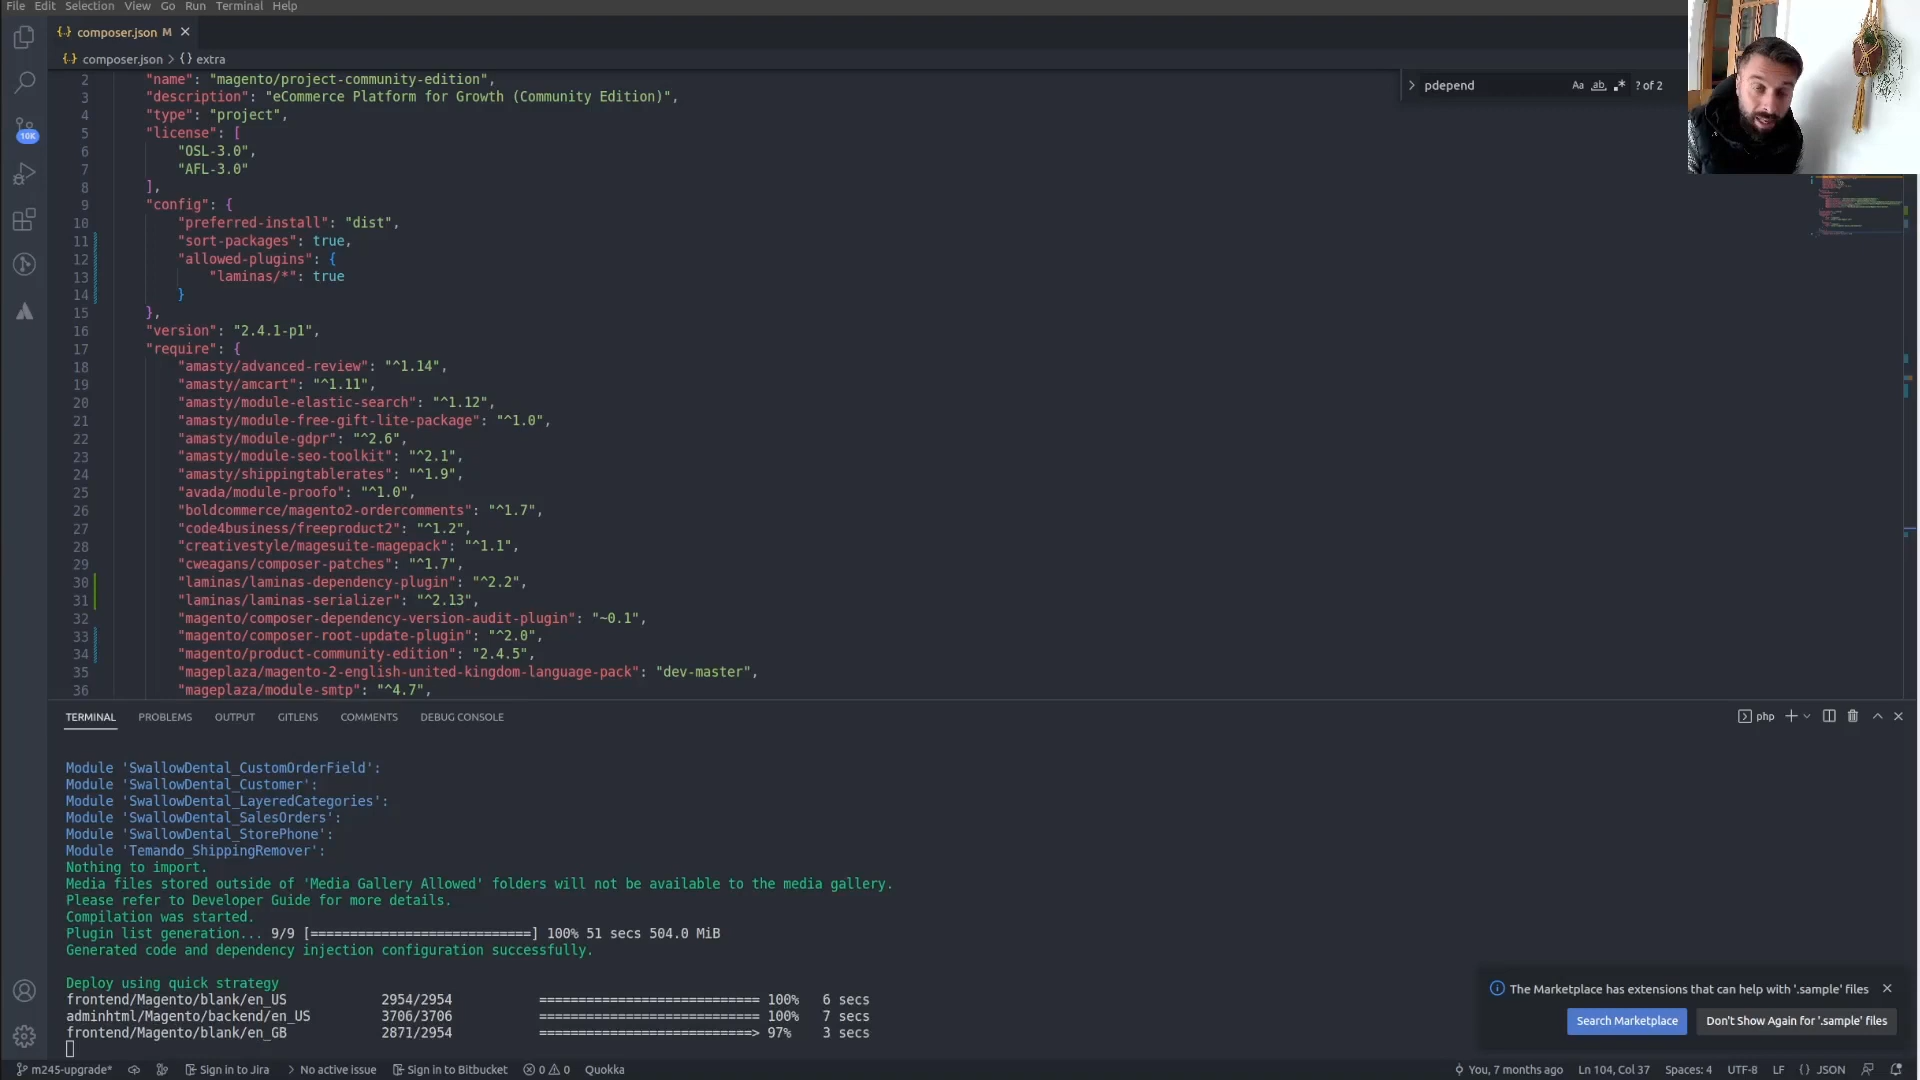 File Edit Selection View Go Run Terminal Help
composer.json M
composer.json > {} extra
pdepend Aa ab ? of 2
10K
2 "name": "magento/project-community-edition",
3 "description": "eCommerce Platform for Growth (Community Edition)",
4 "type": "project",
5 "license": [
6 "OSL-3.0",
7 "AFL-3.0"
8 ],
9 "config": {
10 "preferred-install": "dist",
11 "sort-packages": true,
12 "allowed-plugins": {
13 "laminas/*": true
14 }
15 },
16 "version": "2.4.1-p1",
17 "require": {
18 "amasty/advanced-review": "^1.14",
19 "amasty/amcart": "^1.11",
20 "amasty/module-elastic-search": "^1.12",
21 "amasty/module-free-gift-lite-package": "^1.0",
22 "amasty/module-gdpr": "^2.6",
23 "amasty/module-seo-toolkit": "^2.1",
24 "amasty/shippingtablerates": "^1.9",
25 "avada/module-proofo": "^1.0",
26 "boldcommerce/magento2-ordercomments": "^1.7",
27 "code4business/freeproduct2": "^1.2",
28 "creativestyle/magesuite-magepack": "^1.1",
29 "cweagans/composer-patches": "^1.7",
30 "laminas/laminas-dependency-plugin": "^2.2",
31 "laminas/laminas-serializer": "^2.13",
32 "magento/composer-dependency-version-audit-plugin": "~0.1",
33 "magento/composer-root-update-plugin": "^2.0",
34 "magento/product-community-edition": "2.4.5",
35 "mageplaza/magento-2-english-united-kingdom-language-pack": "dev-master",
36 "mageplaza/module-smtp": "^4.7",
TERMINAL PROBLEMS OUTPUT GITLENS COMMENTS DEBUG CONSOLE php
Module 'SwallowDental_CustomOrderField':
Module 'SwallowDental_Customer':
Module 'SwallowDental_LayeredCategories':
Module 'SwallowDental_SalesOrders':
Module 'SwallowDental_StorePhone':
Module 'Temando_ShippingRemover':
Nothing to import.
Media files stored outside of 'Media Gallery Allowed' folders will not be available to the media gallery.
Please refer to Developer Guide for more details.
Compilation was started.
Plugin list generation... 9/9 [============================] 100% 51 secs 504.0 MiB
Generated code and dependency injection configuration successfully.
Deploy using quick strategy
frontend/Magento/blank/en_US 2954/2954 ============================ 100% 6 secs
adminhtml/Magento/backend/en_US 3706/3706 ============================ 100% 7 secs
frontend/Magento/blank/en_GB 2871/2954 ===========================> 97% 3 secs
The Marketplace has extensions that can help with '.sample' files
Search Marketplace Don't Show Again for '.sample' files
m245-upgrade* Sign in to Jira > No active issue Sign in to Bitbucket 0 0 Quokka You, 7 months ago Ln 104, Col 37 Spaces: 4 UTF-8 LF {} JSON